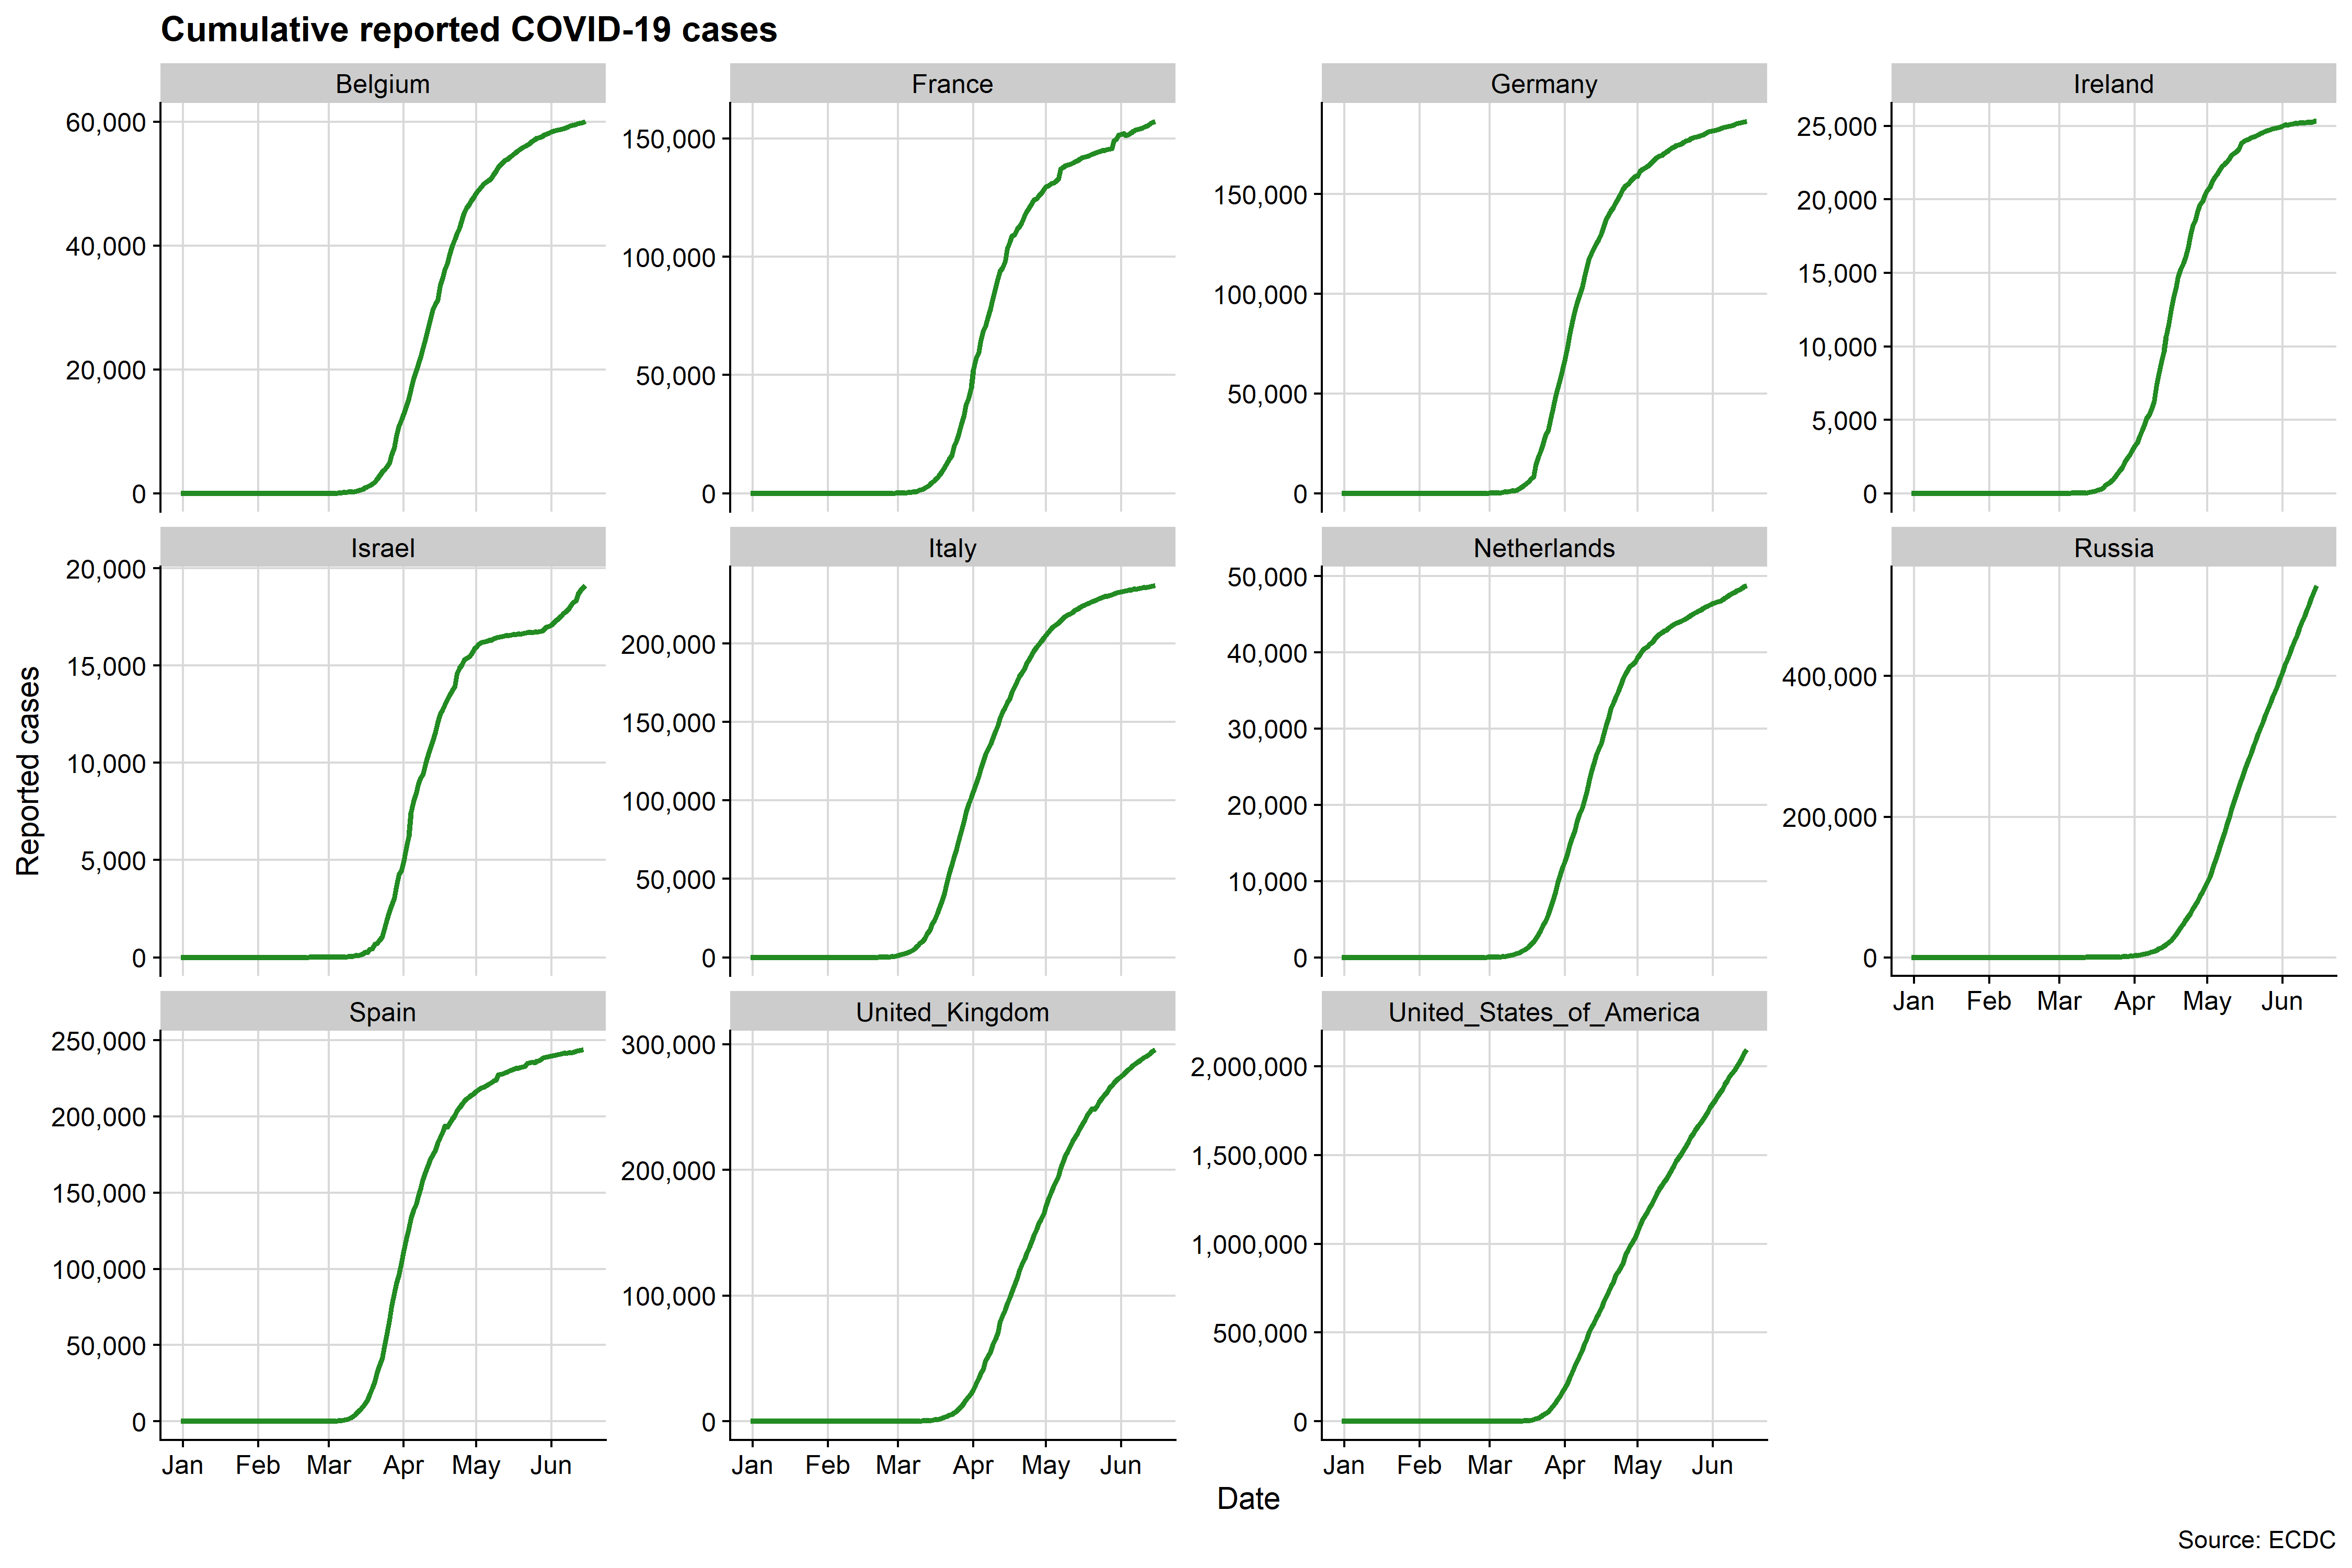 Cumulative reported COVID-19 cases
Belgium
France
Germany
Ireland
60,000
40,000
20,000
0
150,000
100,000
50,000
0
150,000
100,000
50,000
0
25,000
20,000
15,000
10,000
5,000
0
Israel
Italy
Netherlands
Russia
20,000
15,000
10,000
5,000
0
200,000
150,000
100,000
50,000
0
50,000
40,000
30,000
20,000
10,000
0
400,000
200,000
0
Jan Feb Mar Apr May Jun
Reported cases
Spain
United_Kingdom
United_States_of_America
250,000
200,000
150,000
100,000
50,000
0
300,000
200,000
100,000
0
2,000,000
1,500,000
1,000,000
500,000
0
Jan Feb Mar Apr May Jun
Jan Feb Mar Apr May Jun
Jan Feb Mar Apr May Jun
Date
Source: ECDC